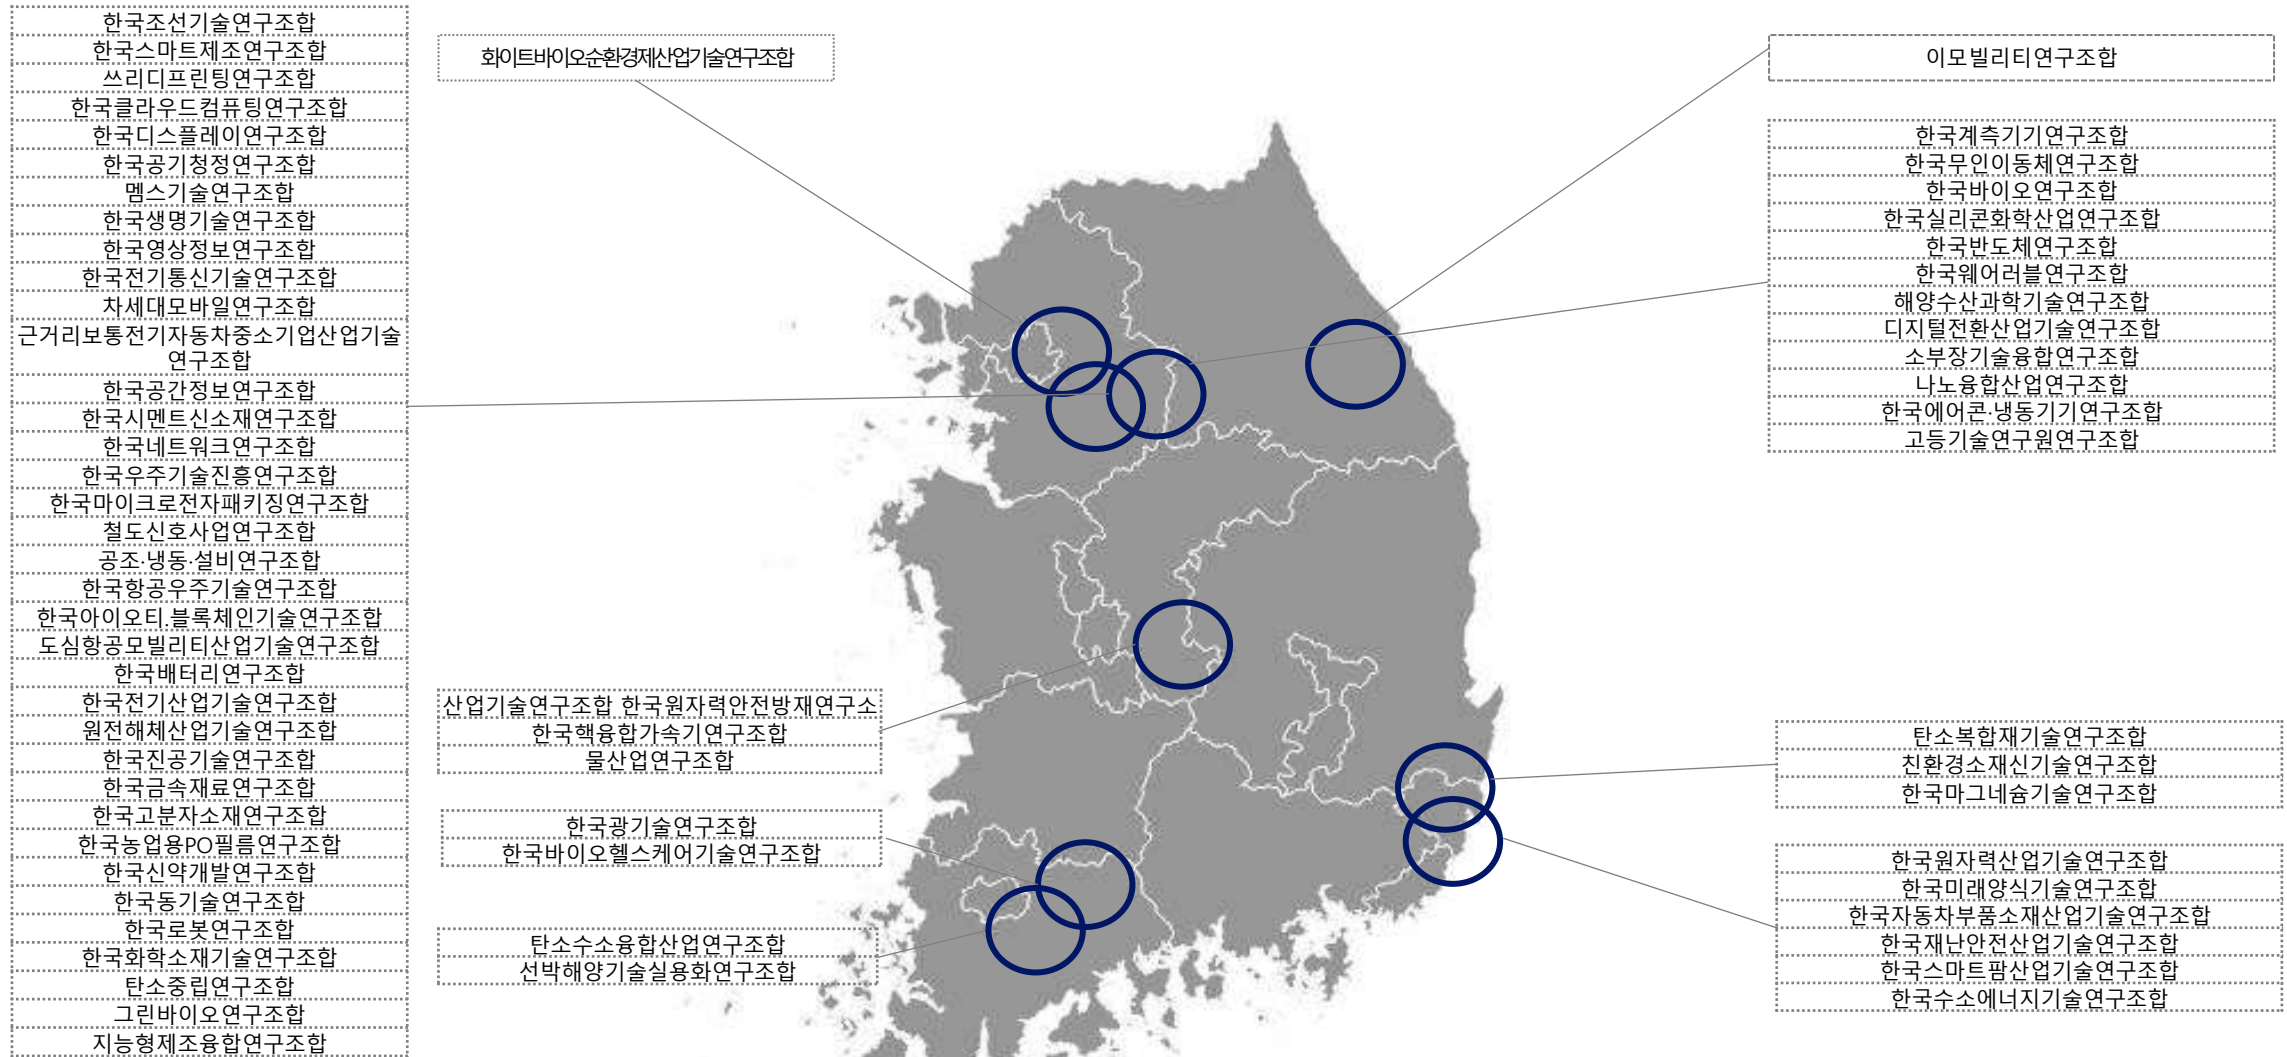 한국조선기술연구조합
한국스마트제조연구조합
쓰리디프린팅연구조합
한국클라우드컴퓨팅연구조합
한국디스플레이연구조합
한국공기청정연구조합
멤스기술연구조합
한국생명기술연구조합
한국영상정보연구조합
한국전기통신기술연구조합
차세대모바일연구조합
근거리보통전기자동차중소기업산업기술
연구조합
한국공간정보연구조합
한국시멘트신소재연구조합
한국네트워크연구조합
한국우주기술진흥연구조합
한국마이크로전자패키징연구조합
철도신호사업연구조합
공조·냉동·설비연구조합
한국항공우주기술연구조합
한국아이오티.블록체인기술연구조합
도심항공모빌리티산업기술연구조합
한국배터리연구조합
한국전기산업기술연구조합
원전해체산업기술연구조합
한국진공기술연구조합
한국금속재료연구조합
한국고분자소재연구조합
한국농업용PO필름연구조합
한국신약개발연구조합
한국동기술연구조합
한국로봇연구조합
한국화학소재기술연구조합
탄소중립연구조합
그린바이오연구조합
지능형제조융합연구조합
화이트바이오순환경제산업기술연구조합
산업기술연구조합 한국원자력안전방재연구소
한국핵융합가속기연구조합
물산업연구조합
한국광기술연구조합
한국바이오헬스케어기술연구조합
탄소수소융합산업연구조합
선박해양기술실용화연구조합
이모빌리티연구조합
한국계측기기연구조합
한국무인이동체연구조합
한국바이오연구조합
한국실리콘화학산업연구조합
한국반도체연구조합
한국웨어러블연구조합
해양수산과학기술연구조합
디지털전환산업기술연구조합
소부장기술융합연구조합
나노융합산업연구조합
한국에어콘·냉동기기연구조합
고등기술연구원연구조합
탄소복합재기술연구조합
친환경소재신기술연구조합
한국마그네슘기술연구조합
한국원자력산업기술연구조합
한국미래양식기술연구조합
한국자동차부품소재산업기술연구조합
한국재난안전산업기술연구조합
한국스마트팜산업기술연구조합
한국수소에너지기술연구조합